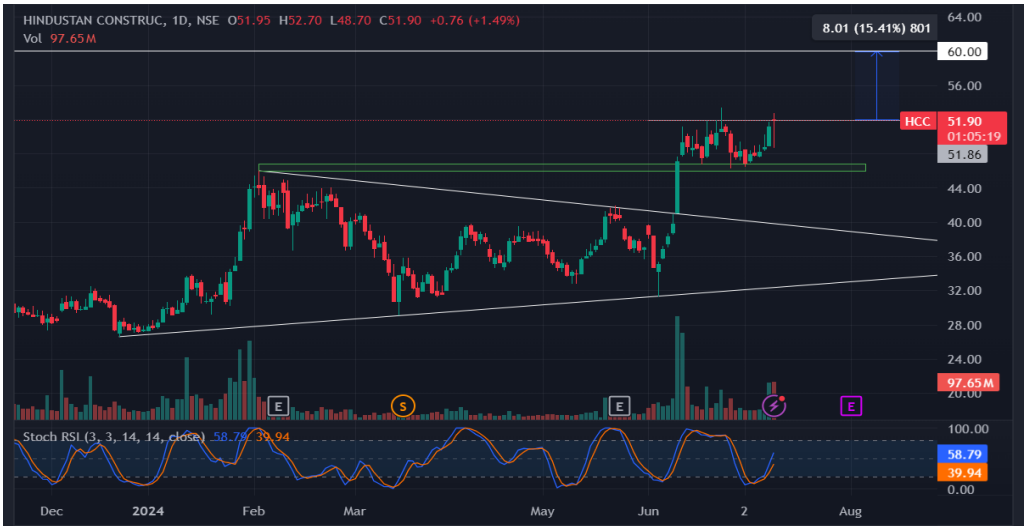 HINDUSTAN CONSTRUC, 1D, NSE O51.95 H52.70 L48.70 C51.90 +0.76 (+1.49%)
Vol 97.65M
8.01 (15.41%) 801
64.00
60.00
56.00
HCC 51.90
01:05:19
51.86
44.00
40.00
36.00
32.00
28.00
24.00
97.65M
20.00
E S E E
Stoch RSI (3, 3, 14, 14, close) 58.79 39.94
100.00
58.79
39.94
0.00
Dec 2024 Feb Mar May Jun 2 Aug